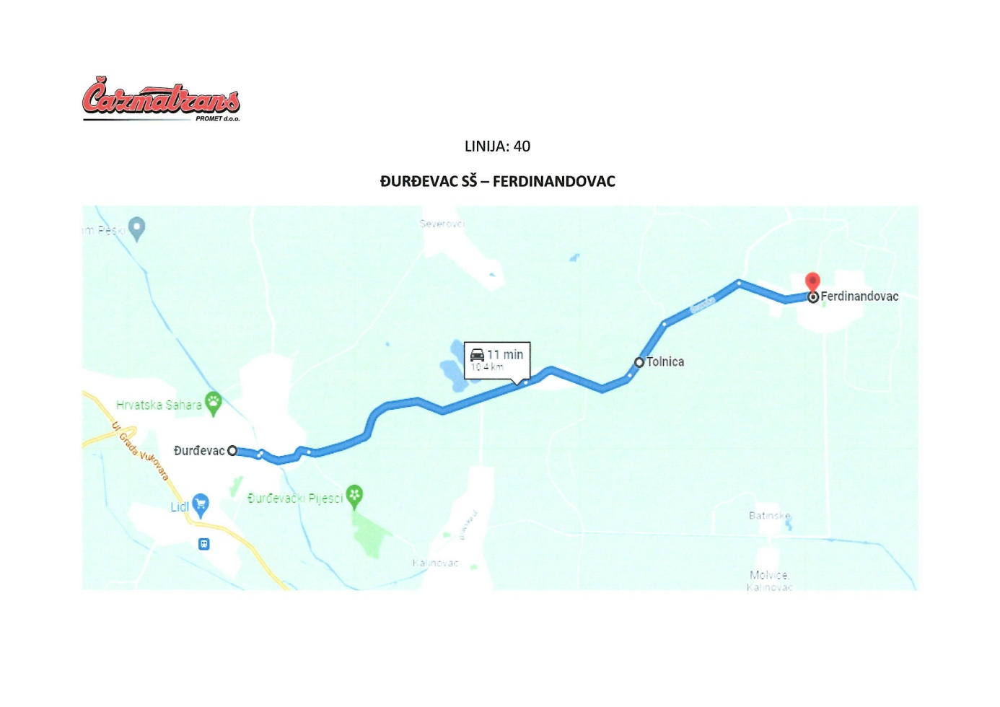 Čazmatrans
PROMET d.o.o.
LINIJA: 40
ĐURĐEVAC SŠ – FERDINANDOVAC
Severovci
Peski
Ferdinandovac
11 min
10.4 km
Tolnica
Hrvatska Sahara
Ul. Grada Vukovara
Đurđevac
Lidl
Đurđevački Pijesci
Batinske
Kalinovac
Molvice,
Kalinovac